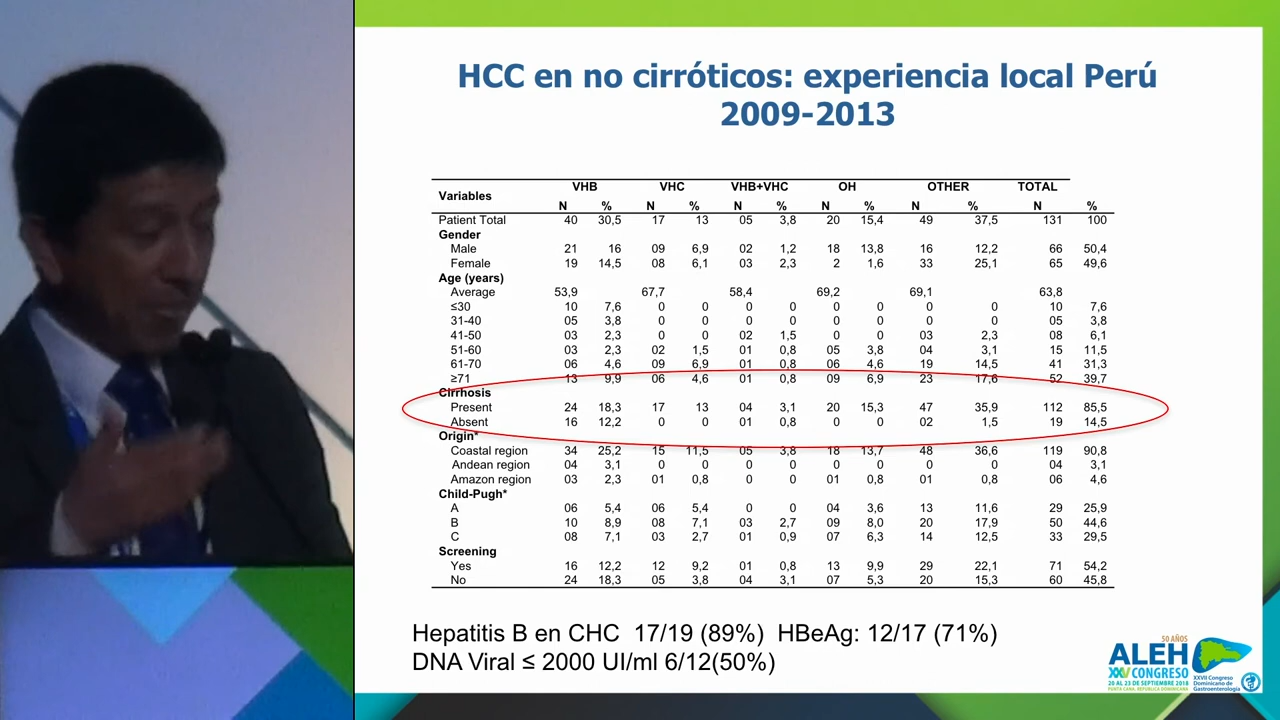 HCC en no cirróticos: experiencia local Perú
2009-2013
Variables VHB VHC VHB+VHC OH OTHER TOTAL
N % N % N % N % N % N %
Patient Total 40 30,5 17 13 05 3,8 20 15,4 49 37,5 131 100
Gender
Male 21 16 09 6,9 02 1,2 18 13,8 16 12,2 66 50,4
Female 19 14,5 08 6,1 03 2,3 2 1,6 33 25,1 65 49,6
Age (years)
Average 53,9 67,7 58,4 69,2 69,1 63,8
≤30 10 7,6 0 0 0 0 0 0 0 0 10 7,6
31-40 05 3,8 0 0 0 0 0 0 0 0 05 3,8
41-50 03 2,3 0 0 02 1,5 0 0 03 2,3 08 6,1
51-60 03 2,3 02 1,5 01 0,8 05 3,8 04 3,1 15 11,5
61-70 06 4,6 09 6,9 01 0,8 06 4,6 19 14,5 41 31,3
≥71 13 9,9 06 4,6 01 0,8 09 6,9 23 17,6 52 39,7
Cirrhosis
Present 24 18,3 17 13 04 3,1 20 15,3 47 35,9 112 85,5
Absent 16 12,2 0 0 01 0,8 0 0 02 1,5 19 14,5
Origin*
Coastal region 34 25,2 15 11,5 05 3,8 18 13,7 48 36,6 119 90,8
Andean region 04 3,1 0 0 0 0 0 0 0 0 04 3,1
Amazon region 03 2,3 01 0,8 0 0 01 0,8 01 0,8 06 4,6
Child-Pugh*
A 06 5,4 06 5,4 0 0 04 3,6 13 11,6 29 25,9
B 10 8,9 08 7,1 03 2,7 09 8,0 20 17,9 50 44,6
C 08 7,1 03 2,7 01 0,9 07 6,3 14 12,5 33 29,5
Screening
Yes 16 12,2 12 9,2 01 0,8 13 9,9 29 22,1 71 54,2
No 24 18,3 05 3,8 04 3,1 07 5,3 20 15,3 60 45,8
Hepatitis B en CHC 17/19 (89%) HBeAg: 12/17 (71%)
DNA Viral ≤ 2000 UI/ml 6/12(50%)
50 AÑOS
ALEH
XXV CONGRESO
20 AL 23 DE SEPTIEMBRE 2018
PUNTA CANA, REPUBLICA DOMINICANA
XXVII Congreso
Dominicano de
Gastroenterología